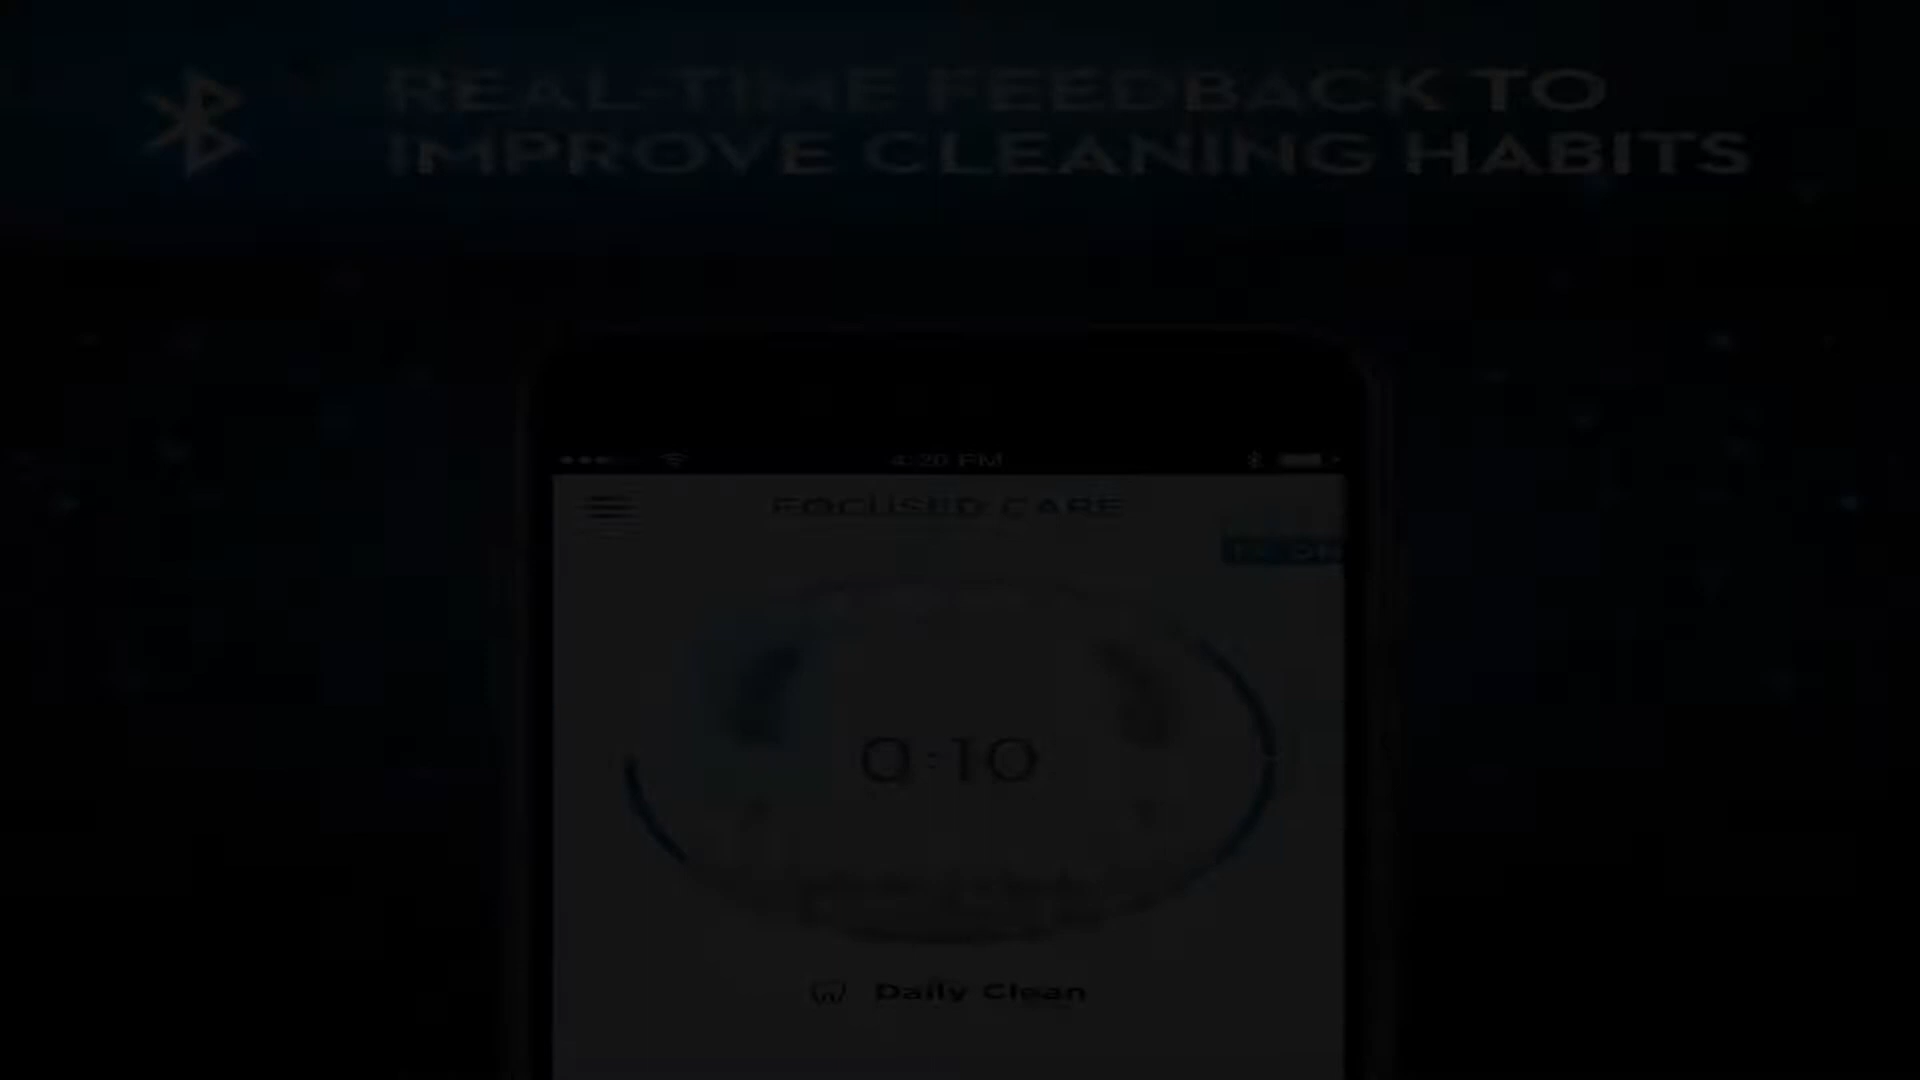 REAL-TIME FEEDBACK TO
IMPROVE CLEANING HABITS
4:20 PM
FOCUSED CARE
0:10
Daily Clean